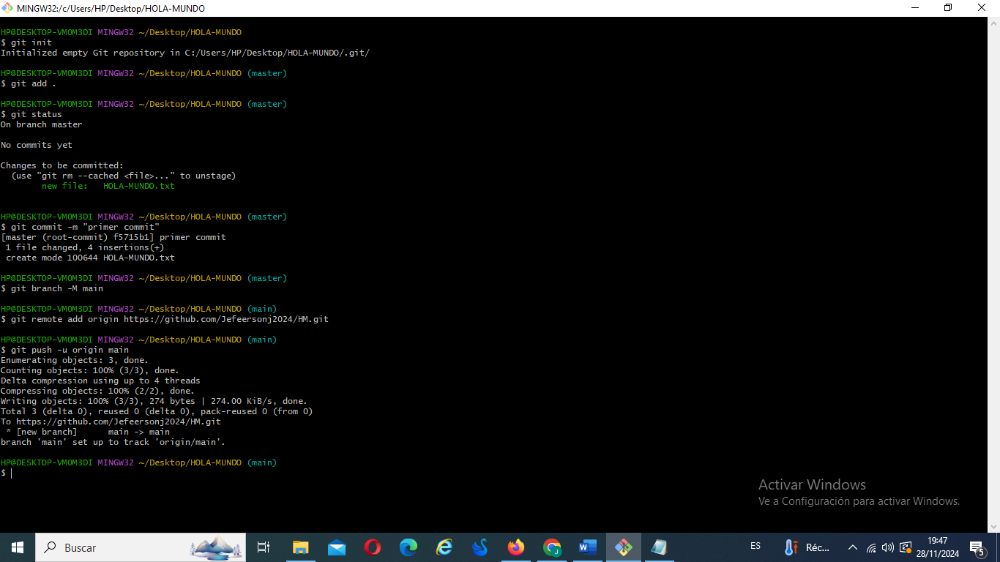 MINGW32:/c/Users/HP/Desktop/HOLA-MUNDO
HP@DESKTOP-VMOM3DI MINGW32 ~/Desktop/HOLA-MUNDO
$ git init
Initialized empty Git repository in C:/Users/HP/Desktop/HOLA-MUNDO/.git/
HP@DESKTOP-VMOM3DI MINGW32 ~/Desktop/HOLA-MUNDO (master)
$ git add .
HP@DESKTOP-VMOM3DI MINGW32 ~/Desktop/HOLA-MUNDO (master)
$ git status
On branch master
No commits yet
Changes to be committed:
  (use "git rm --cached <file>..." to unstage)
        new file:   HOLA-MUNDO.txt
HP@DESKTOP-VMOM3DI MINGW32 ~/Desktop/HOLA-MUNDO (master)
$ git commit -m "primer commit"
[master (root-commit) f5715b1] primer commit
 1 file changed, 4 insertions(+)
 create mode 100644 HOLA-MUNDO.txt
HP@DESKTOP-VMOM3DI MINGW32 ~/Desktop/HOLA-MUNDO (master)
$ git branch -M main
HP@DESKTOP-VMOM3DI MINGW32 ~/Desktop/HOLA-MUNDO (main)
$ git remote add origin https://github.com/Jefeersonj2024/HM.git
HP@DESKTOP-VMOM3DI MINGW32 ~/Desktop/HOLA-MUNDO (main)
$ git push -u origin main
Enumerating objects: 3, done.
Counting objects: 100% (3/3), done.
Delta compression using up to 4 threads
Compressing objects: 100% (2/2), done.
Writing objects: 100% (3/3), 274 bytes | 274.00 KiB/s, done.
Total 3 (delta 0), reused 0 (delta 0), pack-reused 0 (from 0)
To https://github.com/Jefeersonj2024/HM.git
 * [new branch]      main -> main
branch 'main' set up to track 'origin/main'.
HP@DESKTOP-VMOM3DI MINGW32 ~/Desktop/HOLA-MUNDO (main)
$
Activar Windows
Ve a Configuración para activar Windows.
Buscar
ES
Réc...
19:47
28/11/2024
5